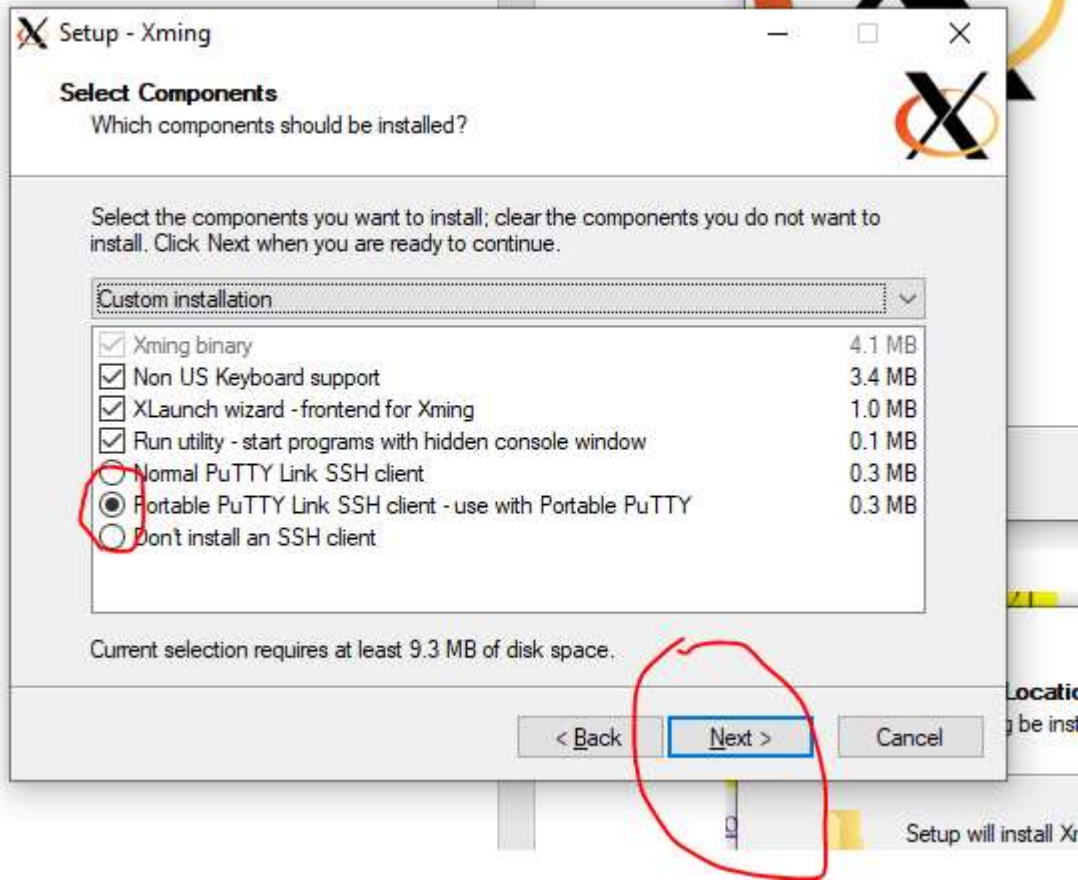 Setup - Xming
Select Components
Which components should be installed?
Select the components you want to install; clear the components you do not want to
install. Click Next when you are ready to continue.
Custom installation
Xming binary 4.1 MB
Non US Keyboard support 3.4 MB
XLaunch wizard - frontend for Xming 1.0 MB
Run utility - start programs with hidden console window 0.1 MB
Normal PuTTY Link SSH client 0.3 MB
Portable PuTTY Link SSH client - use with Portable PuTTY 0.3 MB
Don't install an SSH client
Current selection requires at least 9.3 MB of disk space.
< Back Next > Cancel
Setup will install